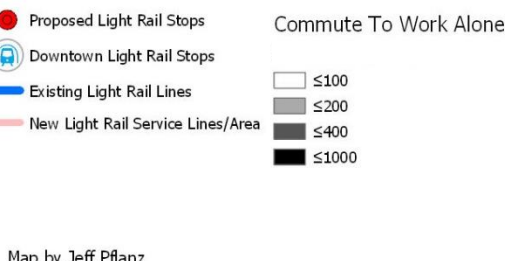 Proposed Light Rail Stops
Downtown Light Rail Stops
Existing Light Rail Lines
New Light Rail Service Lines/Area
Commute To Work Alone
≤100
≤200
≤400
≤1000
Map by Jeff Pflanz